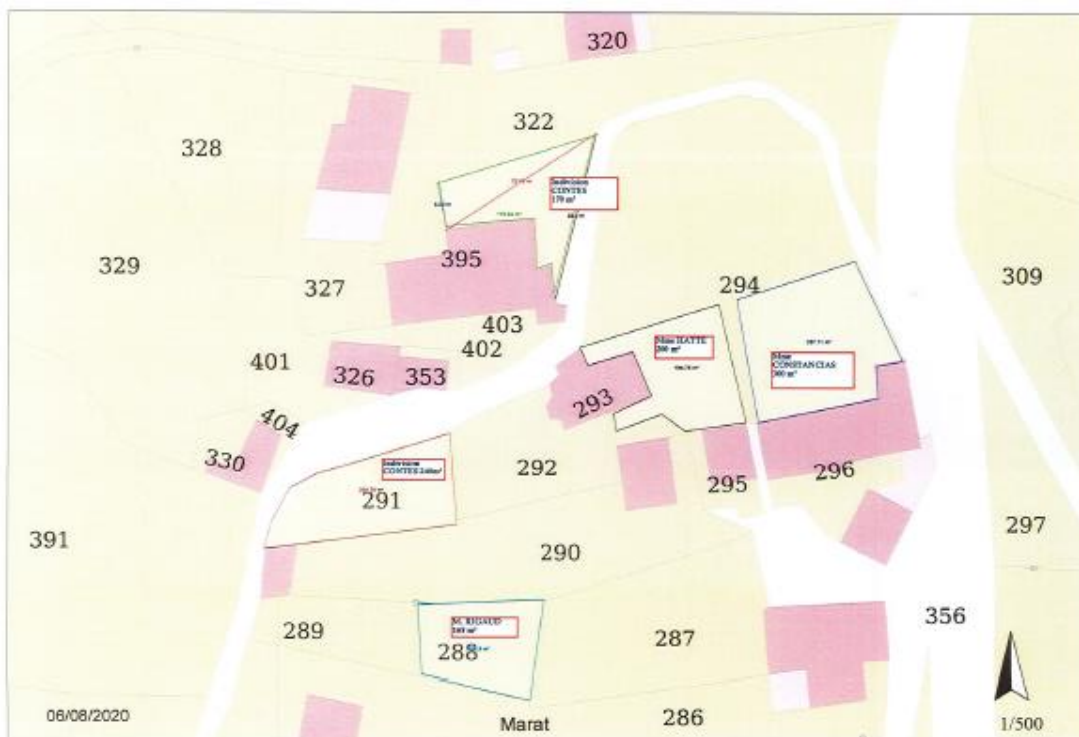 320
322
328
Indivision
CONTES
170 m²
329
395
327
294
309
403
402
401
326
353
Mme HATTE
200 m²
Mme
CONSTANCIAS
300 m²
293
404
330
292
Indivision
CONTES 240m²
291
295
296
391
290
297
289
M. RIGAUD
288
287
356
286
06/08/2020
Marat
1/500